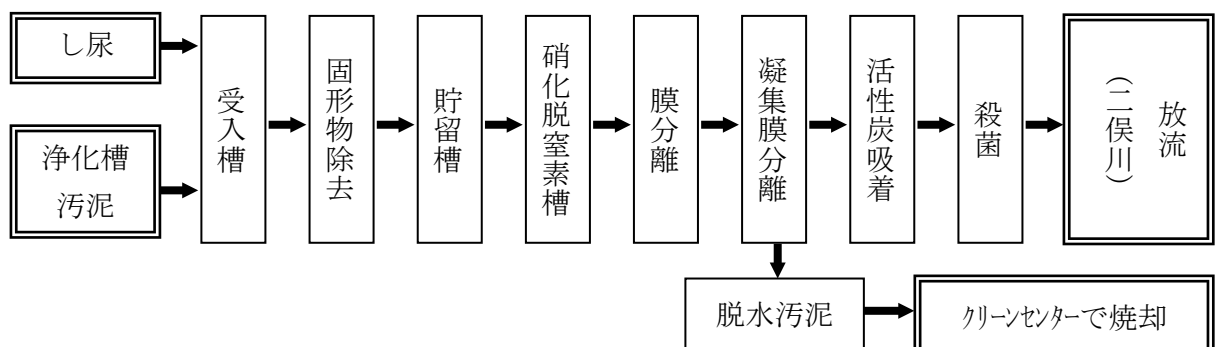 し尿
浄化槽
汚泥
受入槽
固形物除去
貯留槽
硝化脱窒素槽
膜分離
凝集膜分離
活性炭吸着
殺菌
放流
(二俣川)
脱水汚泥
クリーンセンターで焼却